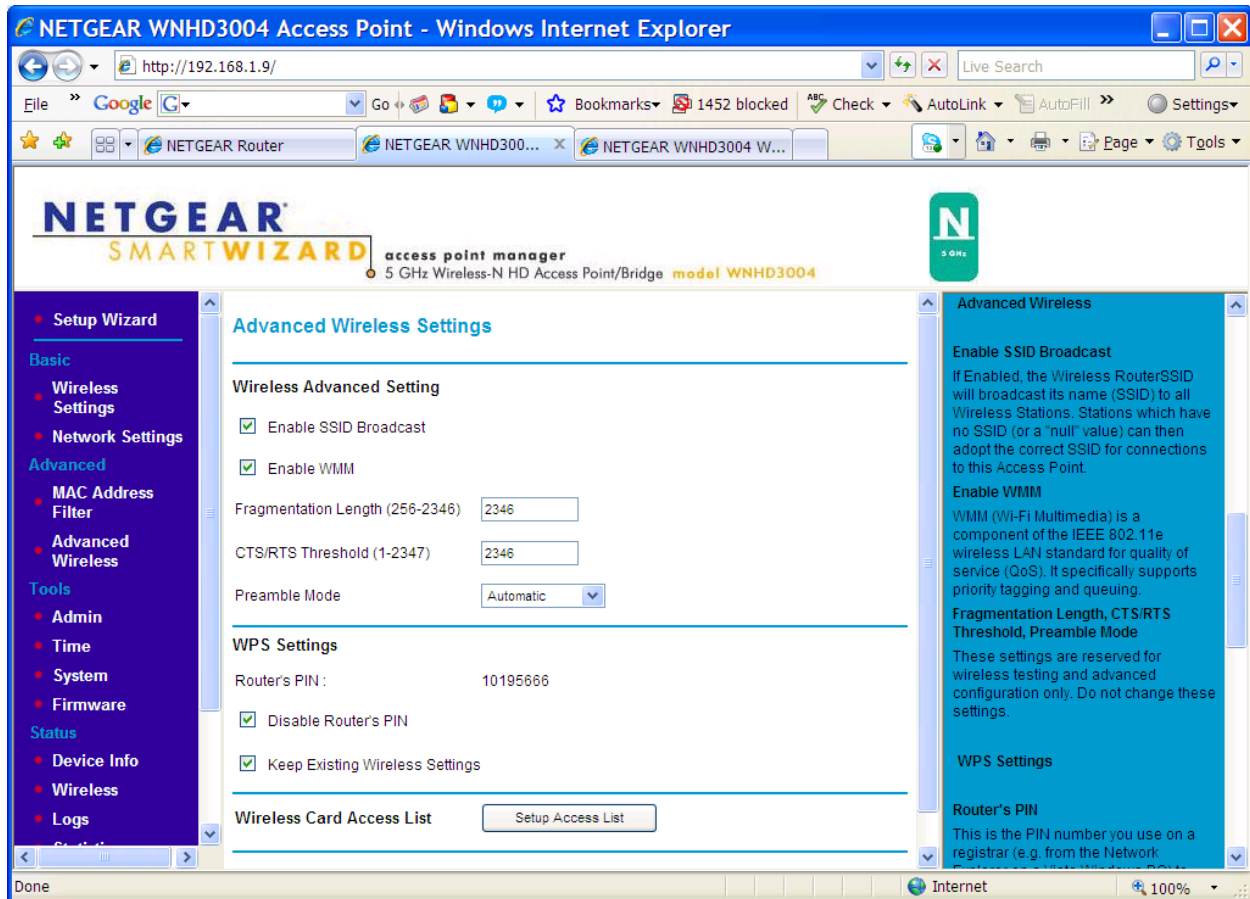 NETGEAR WNHD3004 Access Point - Windows Internet Explorer
http://192.168.1.9/
Live Search
File » Google G Go Bookmarks 1452 blocked Check AutoLink AutoFill » Settings
NETGEAR Router
NETGEAR WNHD300... X
NETGEAR WNHD3004 W...
Page Tools
NETGEAR
SMARTWIZARD
access point manager
5 GHz Wireless-N HD Access Point/Bridge model WNHD3004
N
5 GHz
Setup Wizard
Basic
Wireless
Settings
Network Settings
Advanced
MAC Address
Filter
Advanced
Wireless
Tools
Admin
Time
System
Firmware
Status
Device Info
Wireless
Logs
Advanced Wireless Settings
Wireless Advanced Setting
Enable SSID Broadcast
Enable WMM
Fragmentation Length (256-2346) 2346
CTS/RTS Threshold (1-2347) 2346
Preamble Mode Automatic
WPS Settings
Router's PIN : 10195666
Disable Router's PIN
Keep Existing Wireless Settings
Wireless Card Access List Setup Access List
Advanced Wireless
Enable SSID Broadcast
If Enabled, the Wireless RouterSSID
will broadcast its name (SSID) to all
Wireless Stations. Stations which have
no SSID (or a "null" value) can then
adopt the correct SSID for connections
to this Access Point.
Enable WMM
WMM (Wi-Fi Multimedia) is a
component of the IEEE 802.11e
wireless LAN standard for quality of
service (QoS). It specifically supports
priority tagging and queuing.
Fragmentation Length, CTS/RTS
Threshold, Preamble Mode
These settings are reserved for
wireless testing and advanced
configuration only. Do not change these
settings.
WPS Settings
Router's PIN
This is the PIN number you use on a
registrar (e.g. from the Network
Done
Internet
100%